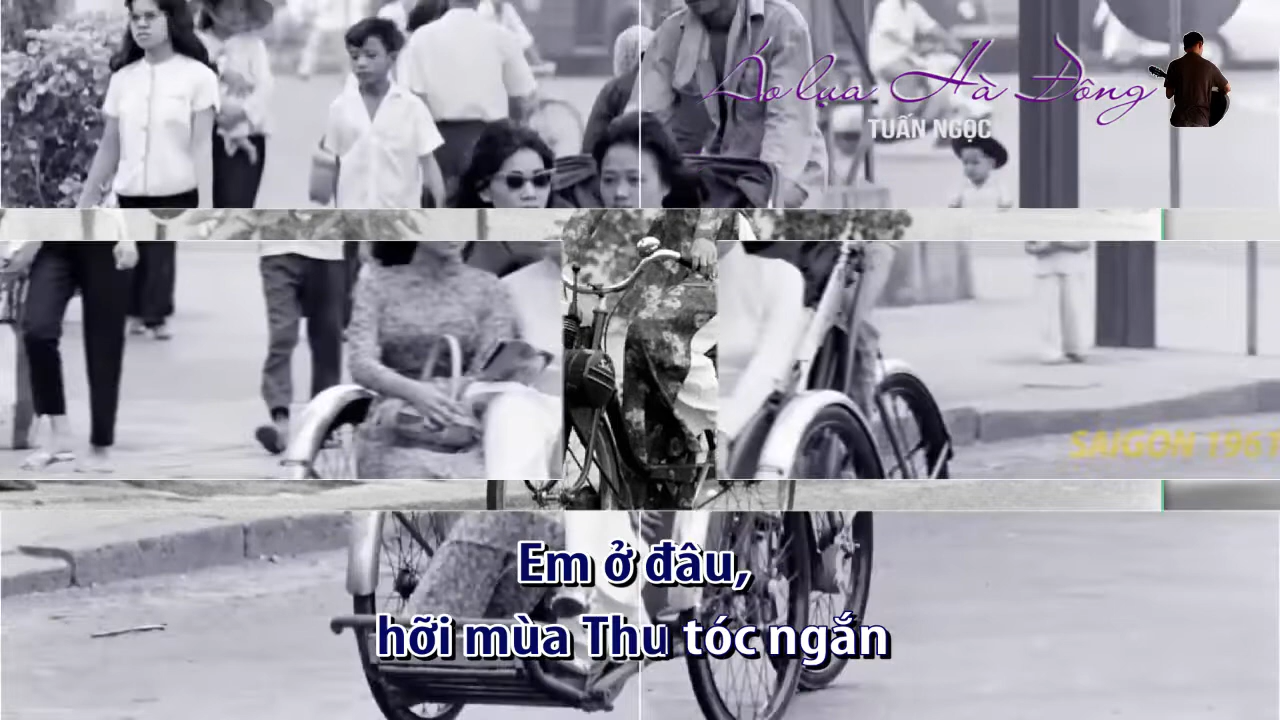 Áo lụa Hà Đông
TUẤN NGỌC
SAIGON 1961
Em ở đâu,
hỡi mùa Thu tóc ngắn